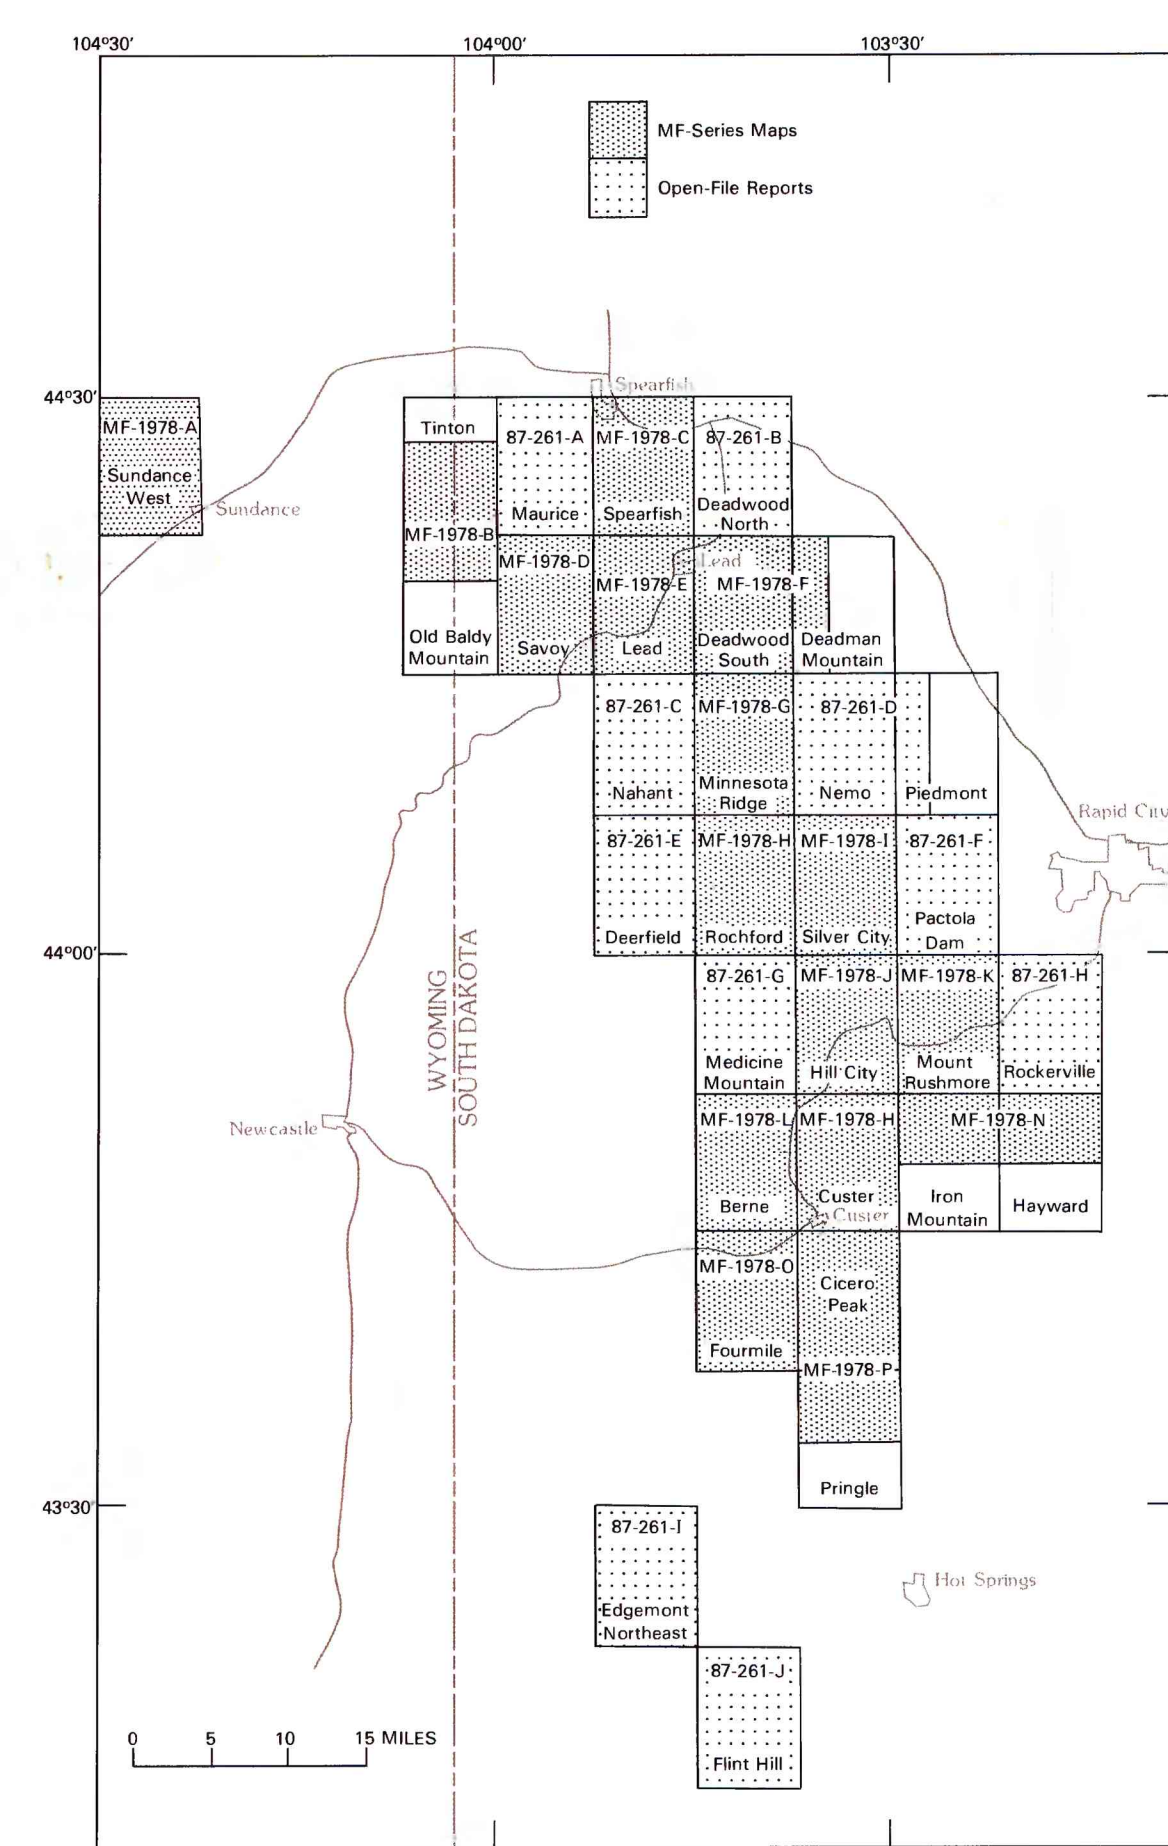 104°30'
104°00'
103°30'
MF-Series Maps
Open-File Reports
Spearfish
44°30'
MF-1978-A
Sundance
West
Sundance
Tinton
MF-1978-B
Old Baldy
Mountain
87-261-A
Maurice
MF-1978-C
Spearfish
87-261-B
Deadwood
North
MF-1978-D
Savoy
MF-1978-E
Lead
Lead
MF-1978-F
Deadwood
South
Deadman
Mountain
87-261-C
Nahant
MF-1978-G
Minnesota
Ridge
87-261-D
Nemo
Piedmont
Rapid City
87-261-E
Deerfield
MF-1978-H
Rochford
MF-1978-I
Silver City
87-261-F
Pactola
Dam
44°00'
WYOMING
SOUTH DAKOTA
87-261-G
Medicine
Mountain
MF-1978-J
Hill City
MF-1978-K
Mount
Rushmore
87-261-H
Rockerville
Newcastle
MF-1978-L
Berne
MF-1978-H
Custer
Custer
MF-1978-N
Iron
Mountain
Hayward
MF-1978-O
Fourmile
Cicero
Peak
MF-1978-P
Pringle
43°30'
87-261-I
Edgemont
Northeast
Hot Springs
87-261-J
Flint Hill
0 5 10 15 MILES